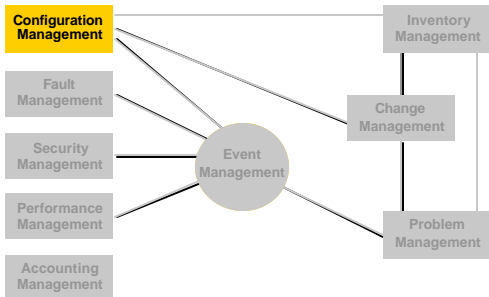 Configuration
Management
Inventory
Management
Fault
Management
Change
Management
Security
Management
Event
Management
Performance
Management
Problem
Management
Accounting
Management